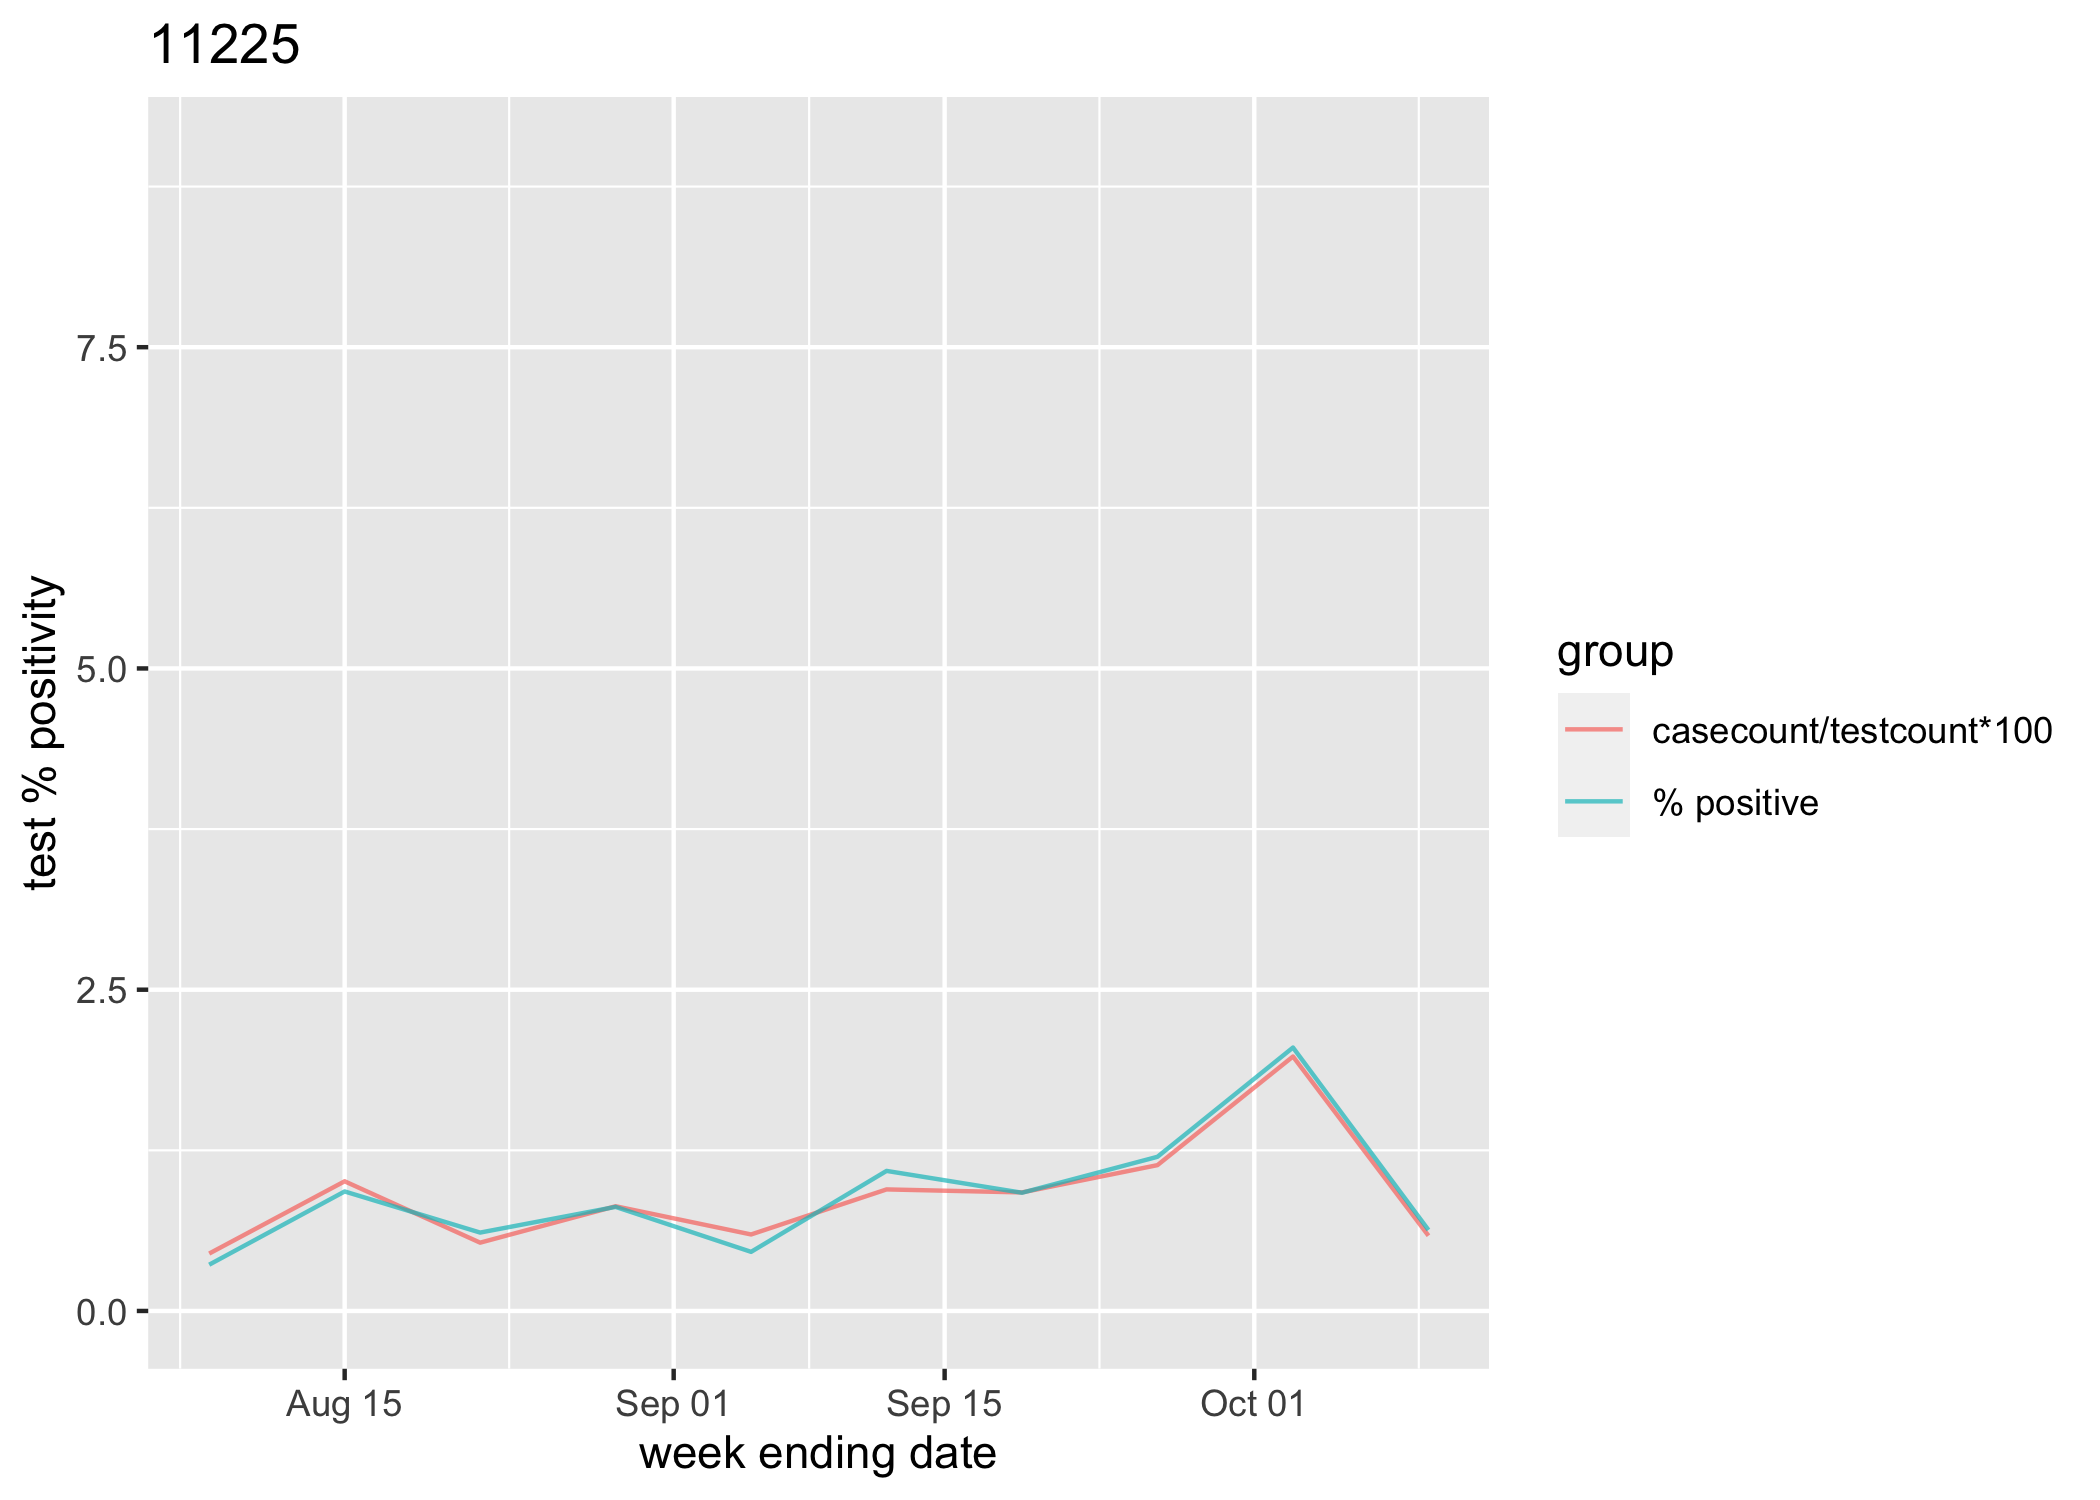 11225
test % positivity
7.5
5.0
2.5
0.0
Aug 15
Sep 01
Sep 15
Oct 01
week ending date
group
casecount/testcount*100
% positive